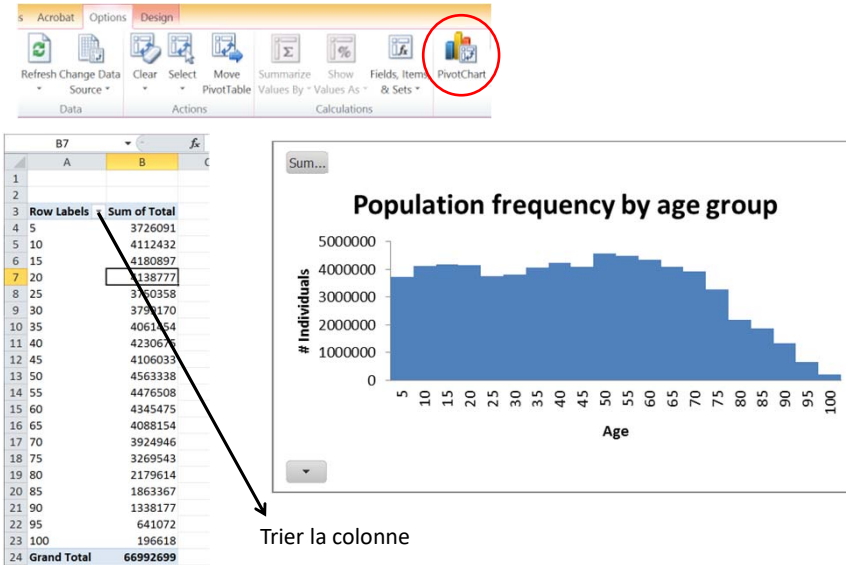 s Acrobat Options Design
Refresh Change Data Source
Clear Select Move PivotTable
Summarize Values By Show Values As Fields, Items, & Sets
PivotChart
Data Actions Calculations
B7 fx
A B C
1
2
3 Row Labels Sum of Total
4 5 3726091
5 10 4112432
6 15 4180897
7 20 4138777
8 25 3750358
9 30 3799170
10 35 4061454
11 40 4230675
12 45 4106033
13 50 4563338
14 55 4476508
15 60 4345475
16 65 4088154
17 70 3924946
18 75 3269543
19 80 2179614
20 85 1863367
21 90 1338177
22 95 641072
23 100 196618
24 Grand Total 66992699
Sum...
Population frequency by age group
# Individuals
5000000
4000000
3000000
2000000
1000000
0
5 10 15 20 25 30 35 40 45 50 55 60 65 70 75 80 85 90 95 100
Age
Trier la colonne